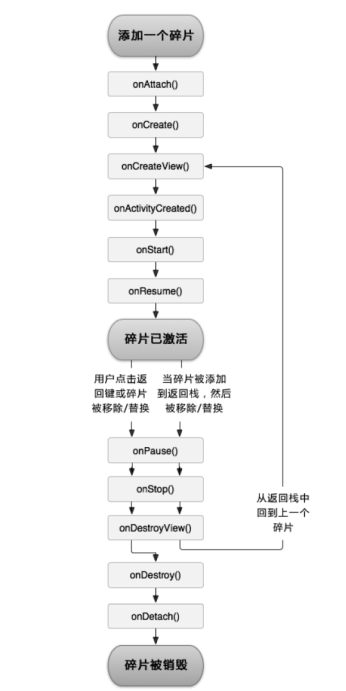 添加一个碎片
onAttach()
onCreate()
onCreateView()
onActivityCreated()
onStart()
onResume()
碎片已激活
用户点击返
回键或碎片
被移除/替换
当碎片被添加
到返回栈，然后
被移除/替换
onPause()
onStop()
onDestroyView()
从返回栈中
回到上一个
碎片
onDestroy()
onDetach()
碎片被销毁